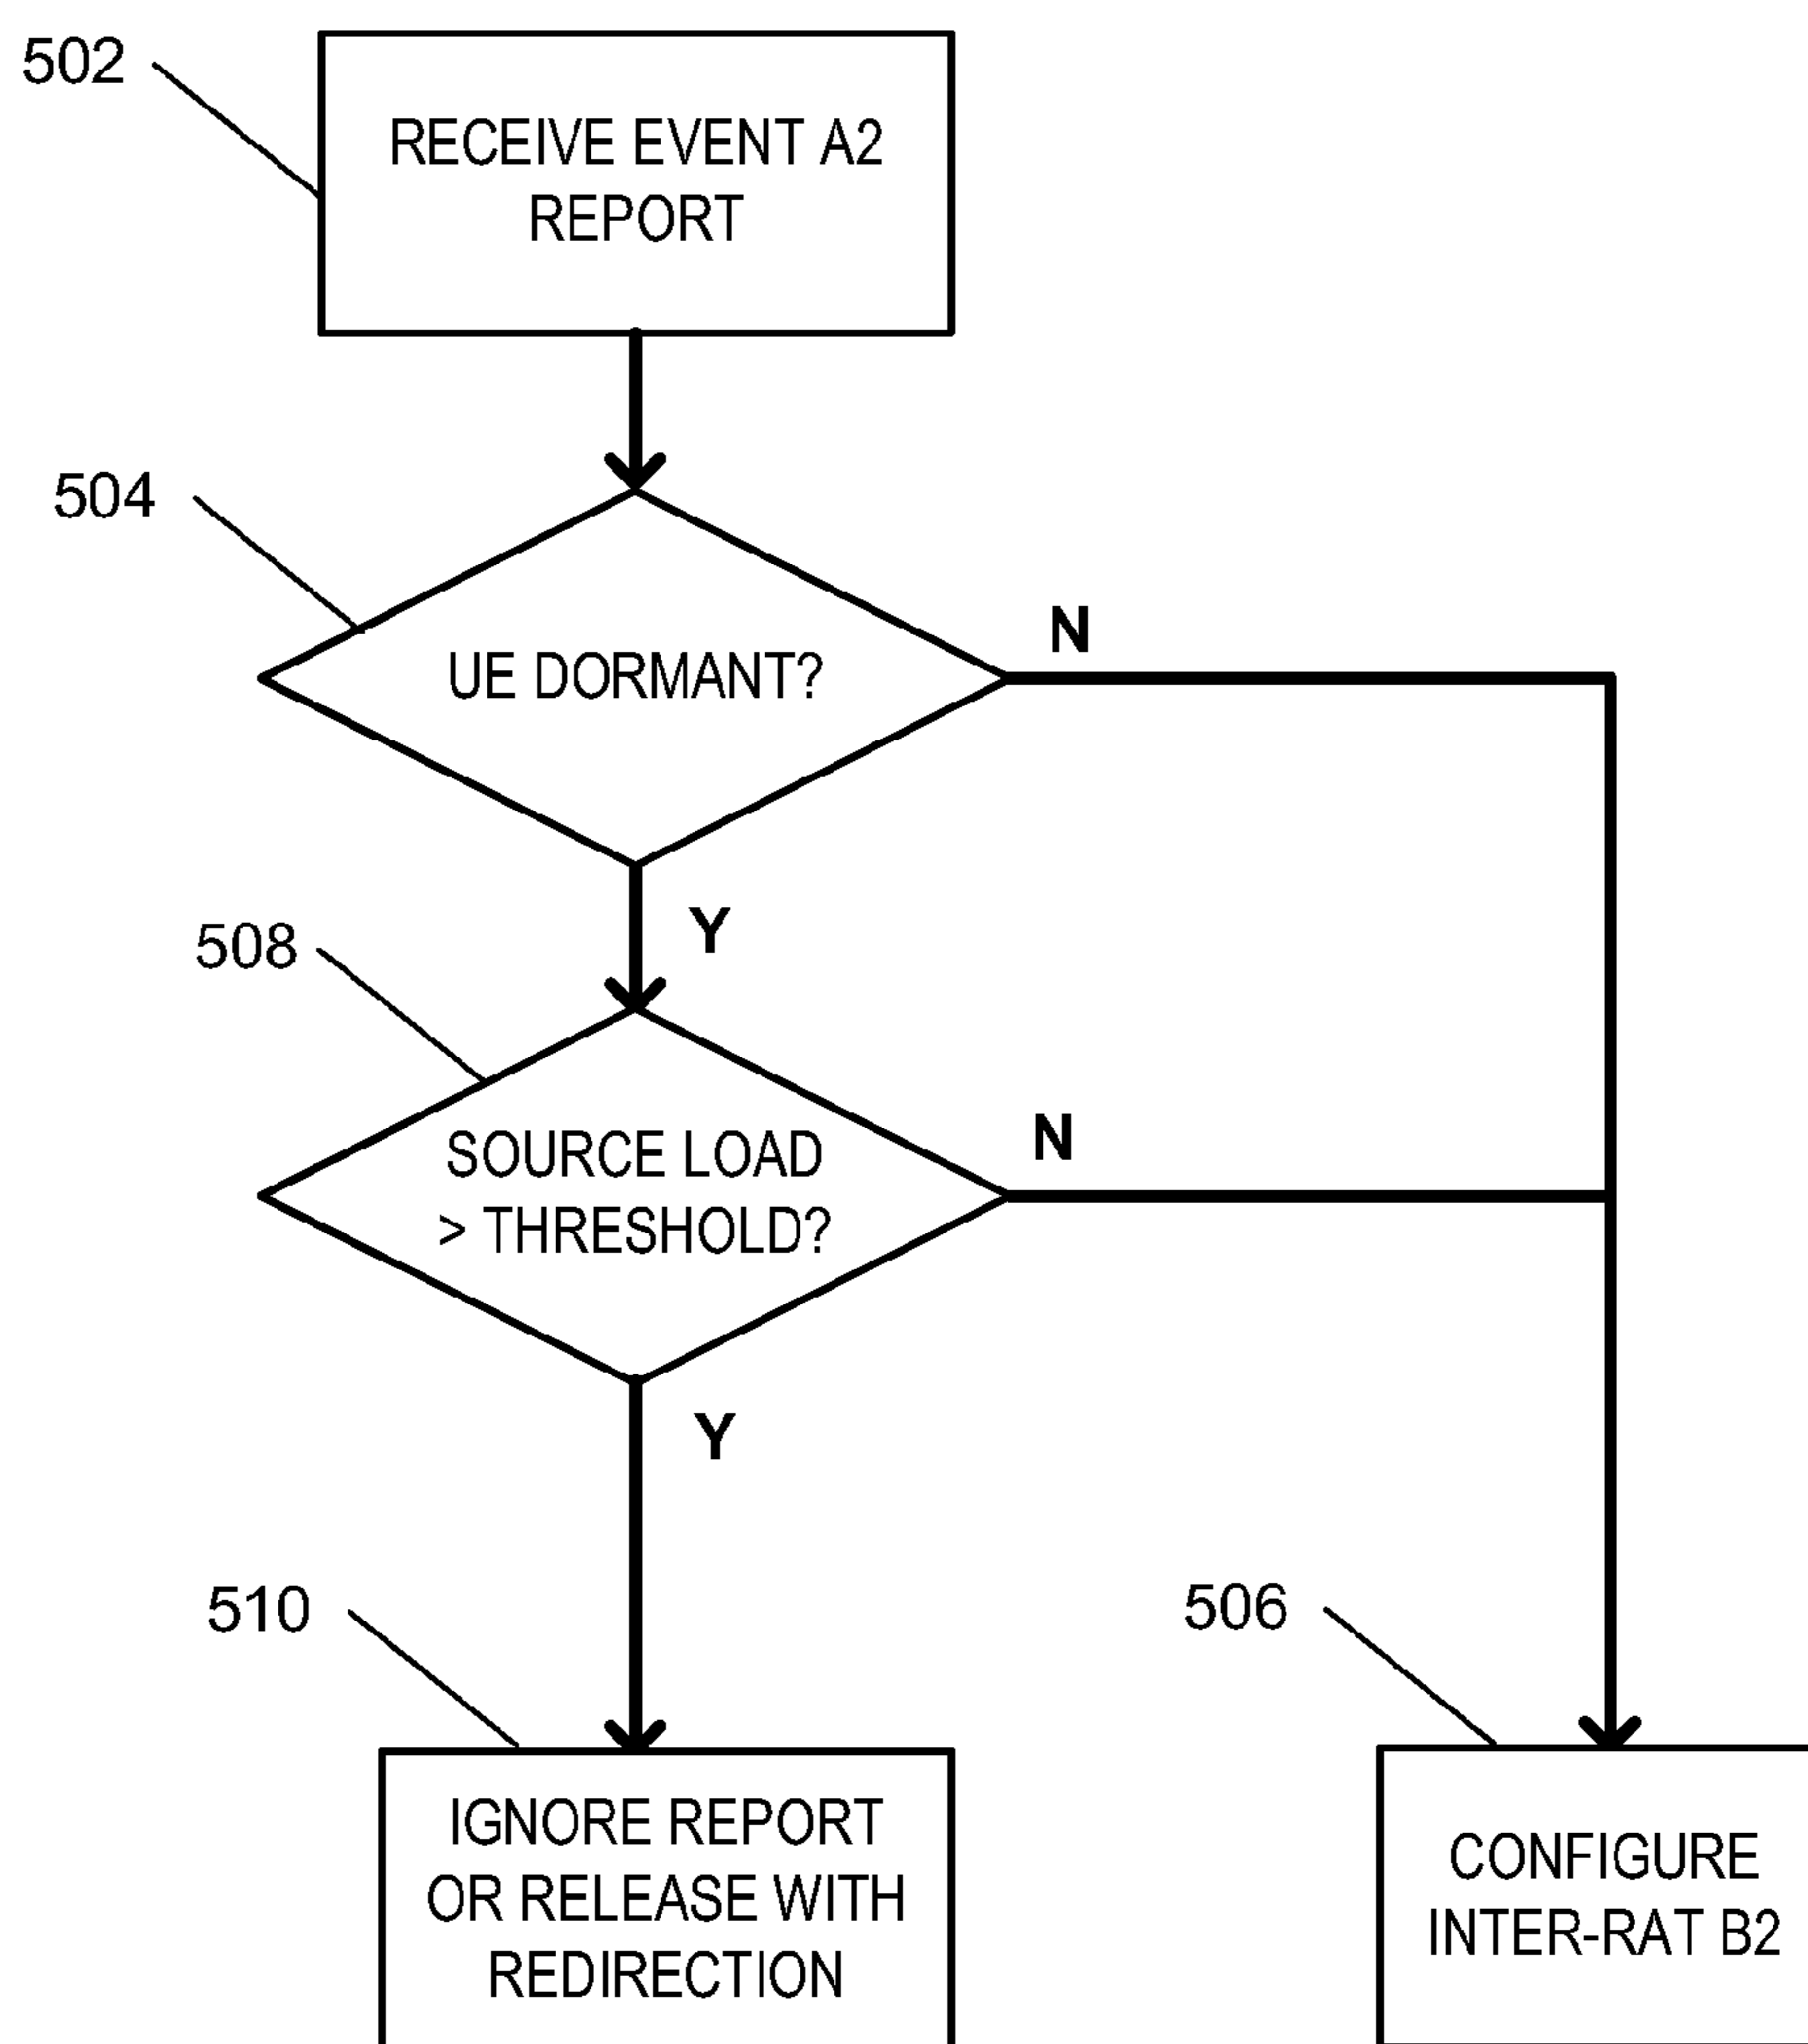 502
RECEIVE EVENT A2
REPORT
504
UE DORMANT?
N
Y
508
SOURCE LOAD
> THRESHOLD?
N
Y
510
IGNORE REPORT
OR RELEASE WITH
REDIRECTION
506
CONFIGURE
INTER-RAT B2